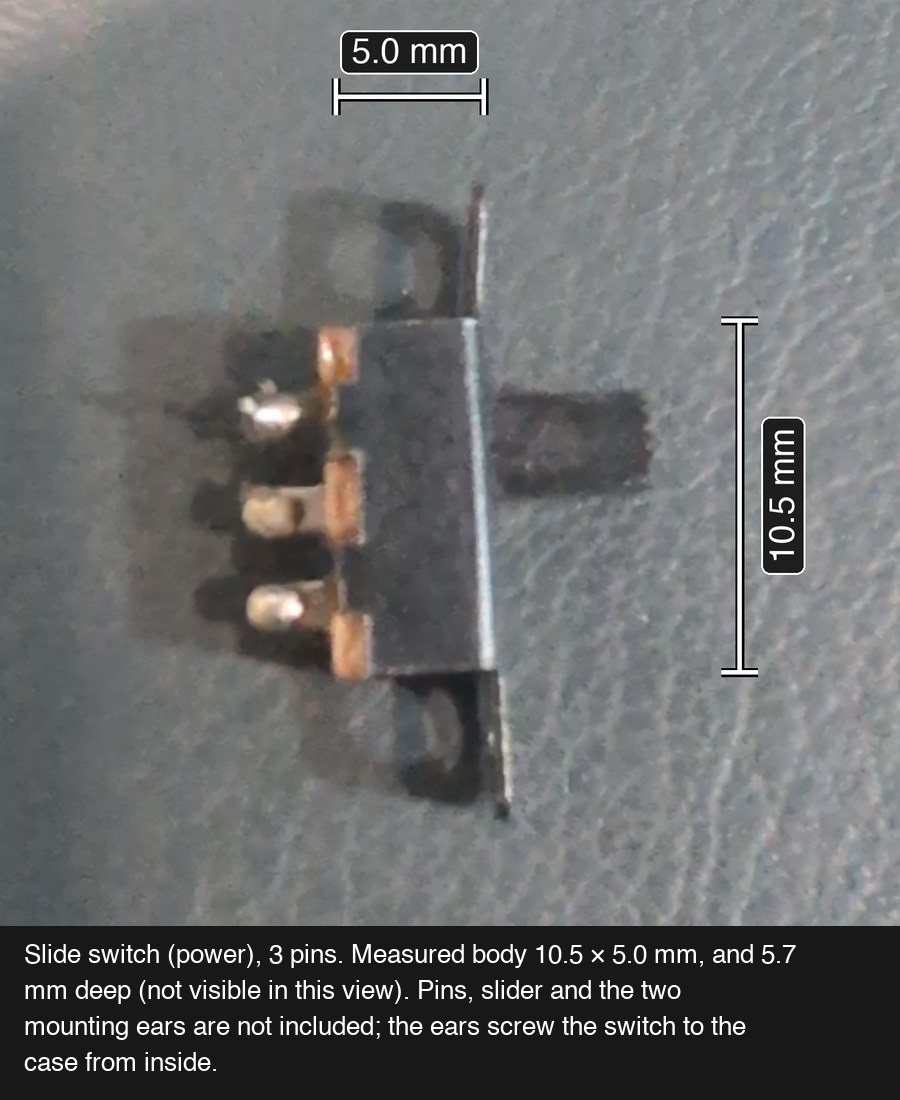 5.0 mm
10.5 mm
Slide switch (power), 3 pins. Measured body 10.5 × 5.0 mm, and 5.7
mm deep (not visible in this view). Pins, slider and the two
mounting ears are not included; the ears screw the switch to the
case from inside.